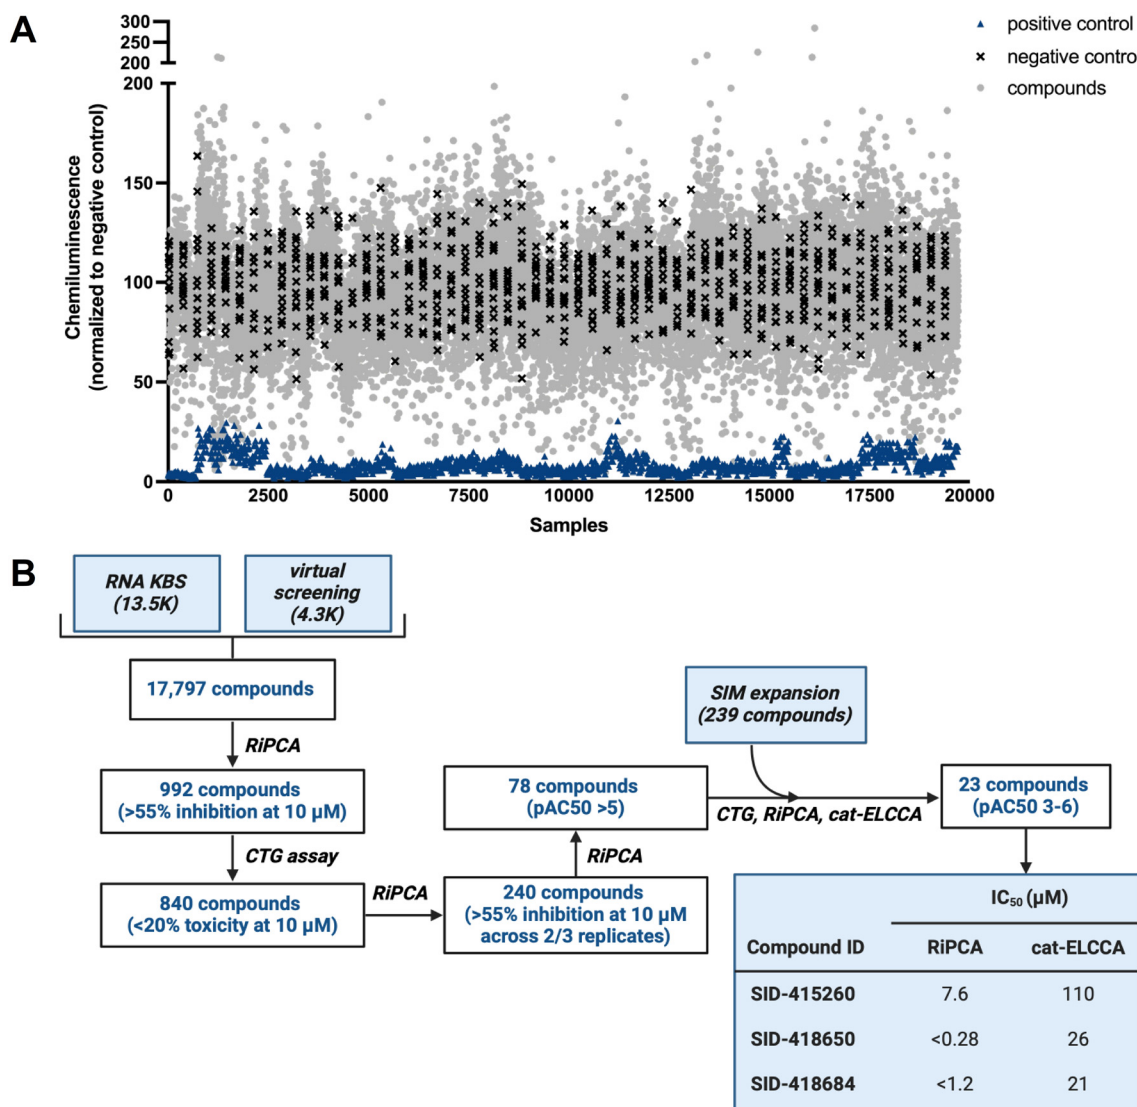 A
300
250
200
200
150
100
50
0
Chemiluminescence
(normalized to negative control)
0 2500 5000 7500 10000 12500 15000 17500 20000
Samples
positive control
negative contro
compounds
B
RNA KBS
(13.5K)
virtual
screening
(4.3K)
17,797 compounds
RiPCA
992 compounds
(>55% inhibition at 10 µM)
CTG assay
840 compounds
(<20% toxicity at 10 µM)
RiPCA
240 compounds
(>55% inhibition at 10 µM
across 2/3 replicates)
RiPCA
78 compounds
(pAC50 >5)
SIM expansion
(239 compounds)
CTG, RiPCA, cat-ELCCA
23 compounds
(pAC50 3-6)
IC50 (µM)
Compound ID RiPCA cat-ELCCA
SID-415260 7.6 110
SID-418650 <0.28 26
SID-418684 <1.2 21